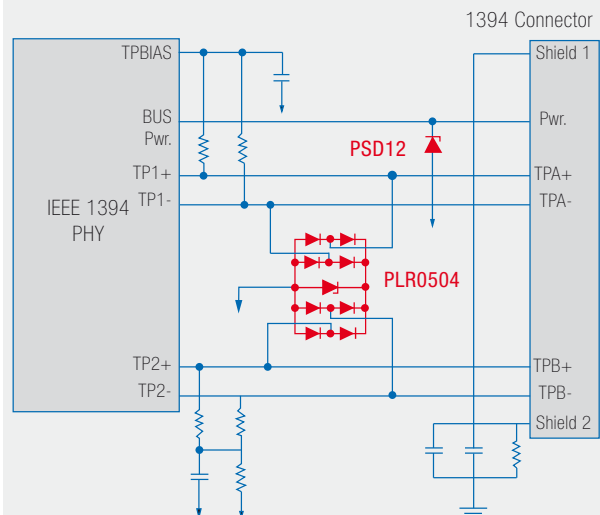 1394 Connector
TPBIAS
Shield 1
BUS
Pwr.
Pwr.
PSD12
TP1+
TPA+
TP1-
TPA-
IEEE 1394
PHY
PLR0504
TP2+
TPB+
TP2-
TPB-
Shield 2